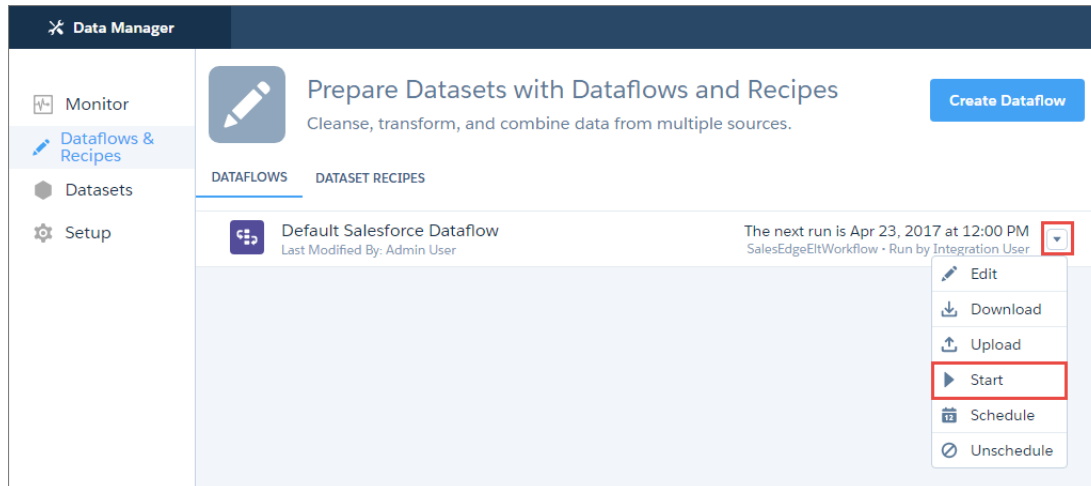 Data Manager
Monitor
Dataflows &
Recipes
Datasets
Setup
Prepare Datasets with Dataflows and Recipes
Cleanse, transform, and combine data from multiple sources.
Create Dataflow
DATAFLOWS DATASET RECIPES
Default Salesforce Dataflow
Last Modified By: Admin User
The next run is Apr 23, 2017 at 12:00 PM
SalesEdgeEltWorkflow • Run by Integration User
Edit
Download
Upload
Start
12 Schedule
Unschedule